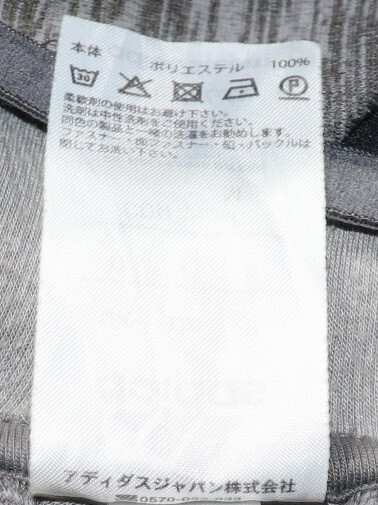 本体 ポリエステル 100%
30 P
柔軟剤の使用はお避け下さい。
洗剤は中性洗剤をご使用ください。
同色の製品と一緒の洗濯をお勧めします。
ファスナー・面ファスナー・釦・バックルは
閉じてお洗い下さい。
アディダスジャパン株式会社